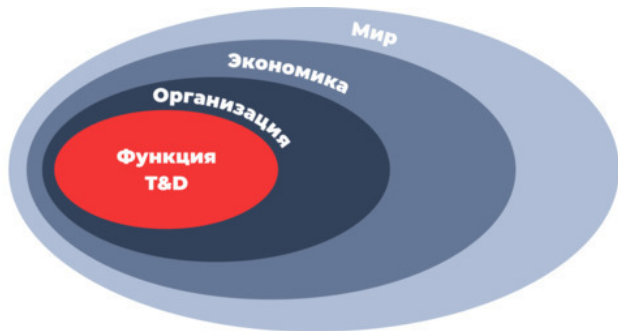 Мир
Экономика
Организация
Функция
T&D